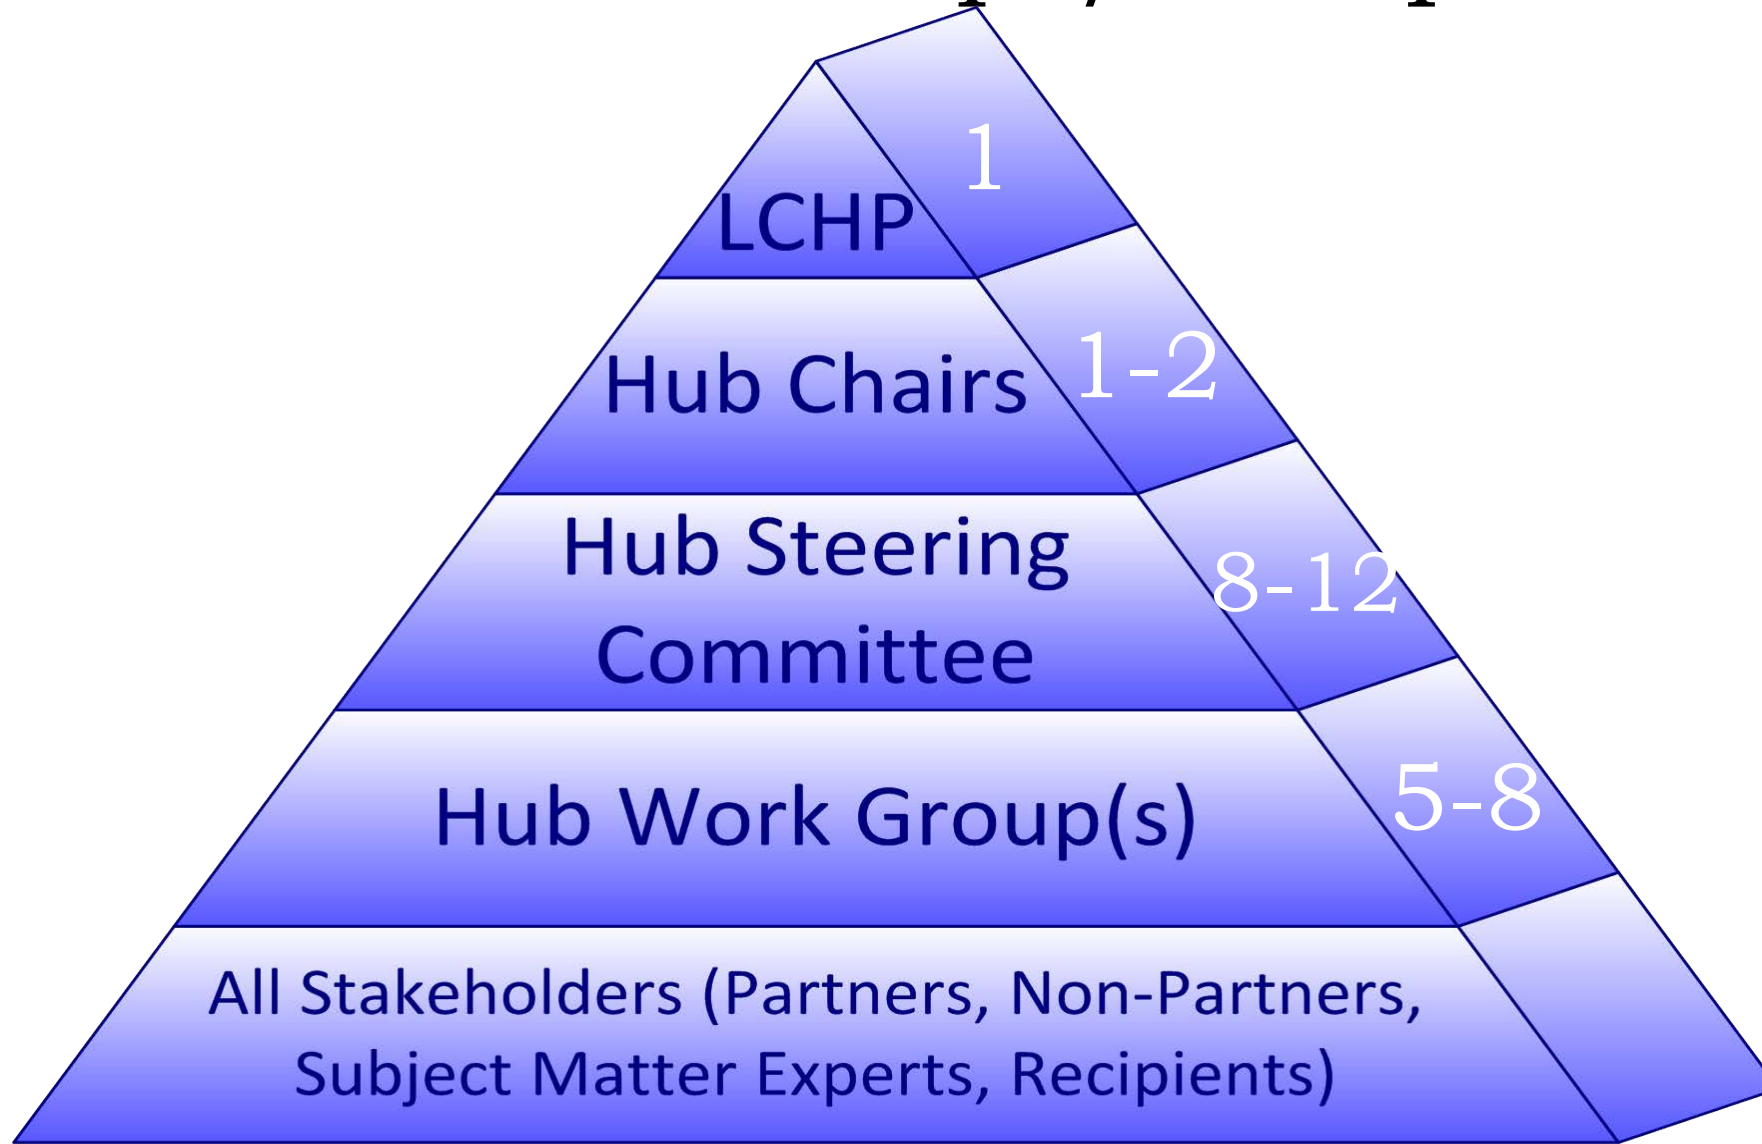 LCHP
1
Hub Chairs
1-2
Hub Steering
Committee
8-12
Hub Work Group(s)
5-8
All Stakeholders (Partners, Non-Partners,
Subject Matter Experts, Recipients)